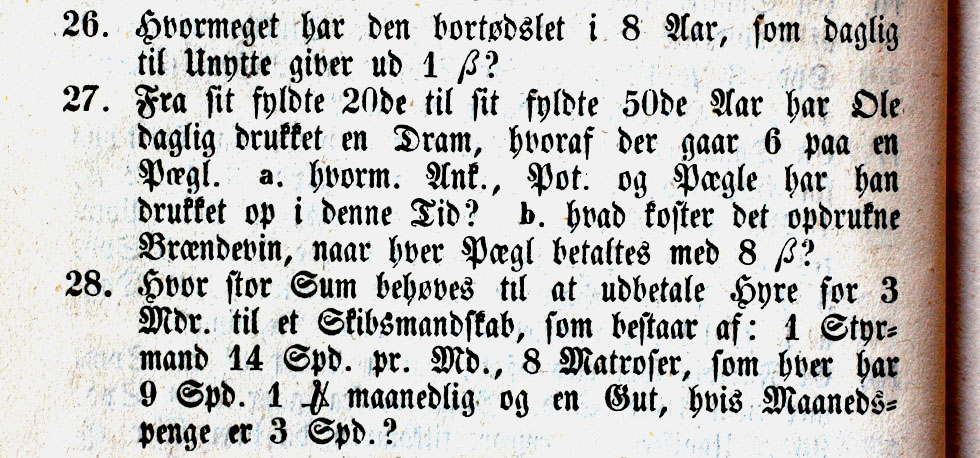 26. Hvormeget har den bortødslet i 8 Aar, som daglig
til Unytte giver ud 1 ß?
27. Fra sit fyldte 20de til sit fyldte 50de Aar har Ole
daglig drukket en Dram, hvoraf der gaar 6 paa en
Pægl. a. hvorm. Ank., Pot. og Pægle har han
drukket op i denne Tid? b. hvad koster det opdrukne
Brændevin, naar hver Pægl betaltes med 8 ß?
28. Hvor stor Sum behøves til at udbetale Hyre for 3
Mdr. til et Skibsmandskab, som bestaar af: 1 Styr=
mand 14 Spd. pr. Md., 8 Matroser, som hver har
9 Spd. 1 maanedlig og en Gut, hvis Maaneds=
penge er 3 Spd.?